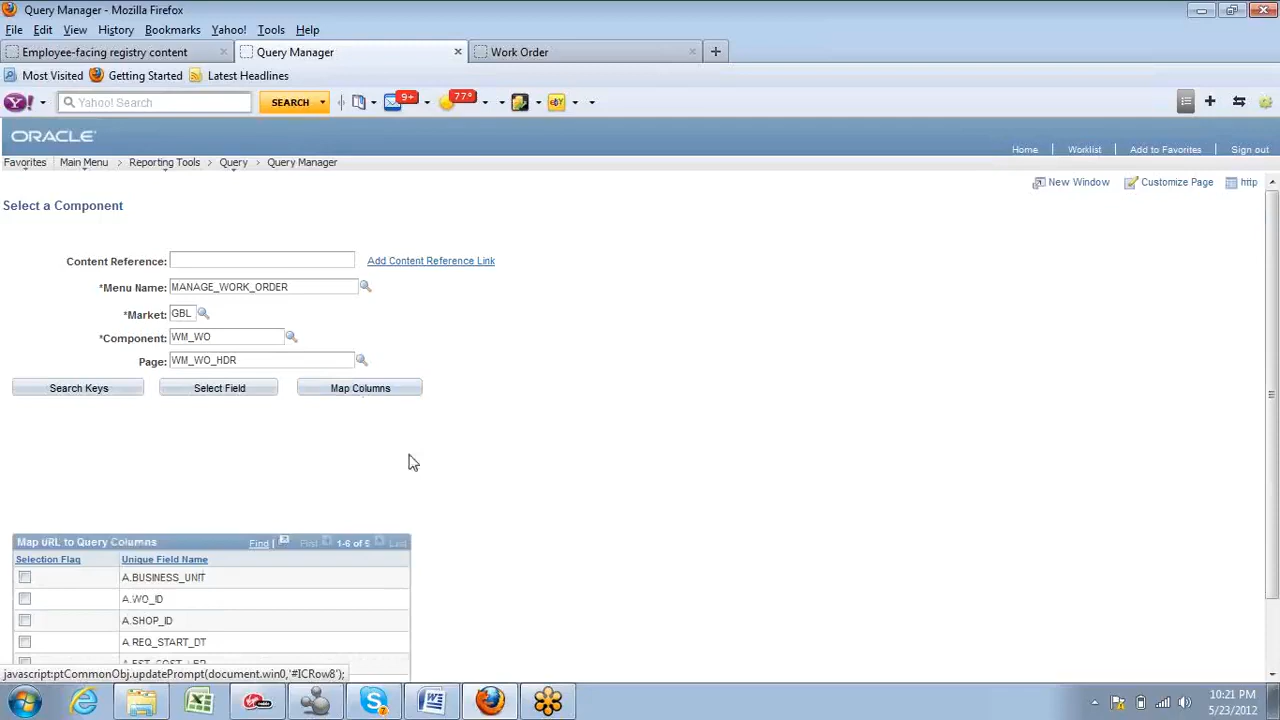 Query Manager - Mozilla Firefox
File Edit View History Bookmarks Yahoo! Tools Help
Employee-facing registry content
Query Manager
Work Order
Most Visited Getting Started Latest Headlines
Y! Yahoo! Search SEARCH 9+ 77° eBY
ORACLE
Home Worklist Add to Favorites Sign out
Favorites Main Menu > Reporting Tools > Query > Query Manager
New Window Customize Page http
Select a Component
Content Reference: Add Content Reference Link
*Menu Name: MANAGE_WORK_ORDER
*Market: GBL
*Component: WM_WO
Page: WM_WO_HDR
Search Keys Select Field Map Columns
Map URL to Query Columns Find | First 1-6 of 6 Last
Selection Flag Unique Field Name
A.BUSINESS_UNIT
A.WO_ID
A.SHOP_ID
A.REQ_START_DT
javascript:ptCommonObj.updatePrompt(document.win0,'#ICRow8');
10:21 PM
5/23/2012